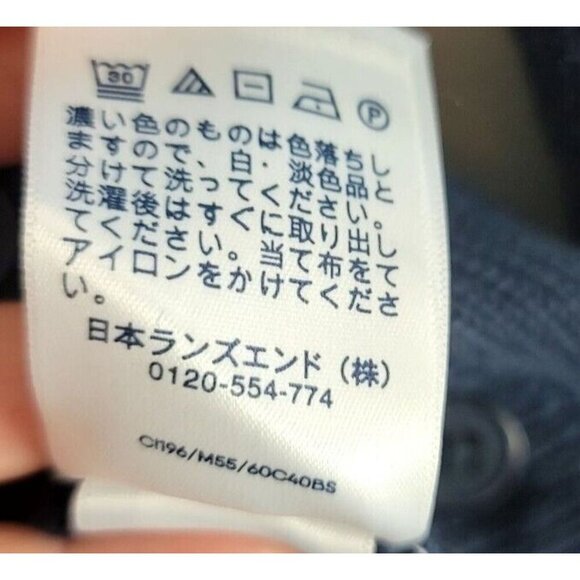 30
P
濃い色のものは色落ちし
ますので、白・淡色品と
分けて洗ってください。
洗濯後はすぐに取り出し
てください。当て布をて
アイロンをかけてくださ
い。
日本ランズエンド（株）
0120-554-774
C1196/M55/60C40BS